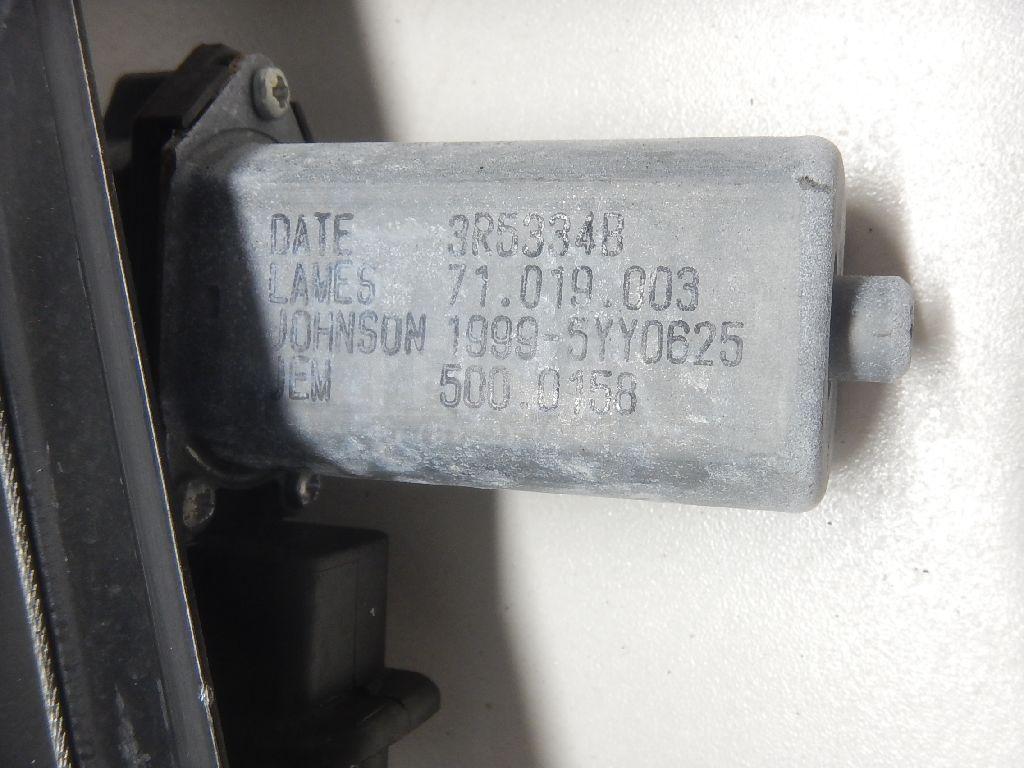 DATE 3R5334B
LAMES 71.019.003
JOHNSON 1999-5YY0625
OEM 500.0158